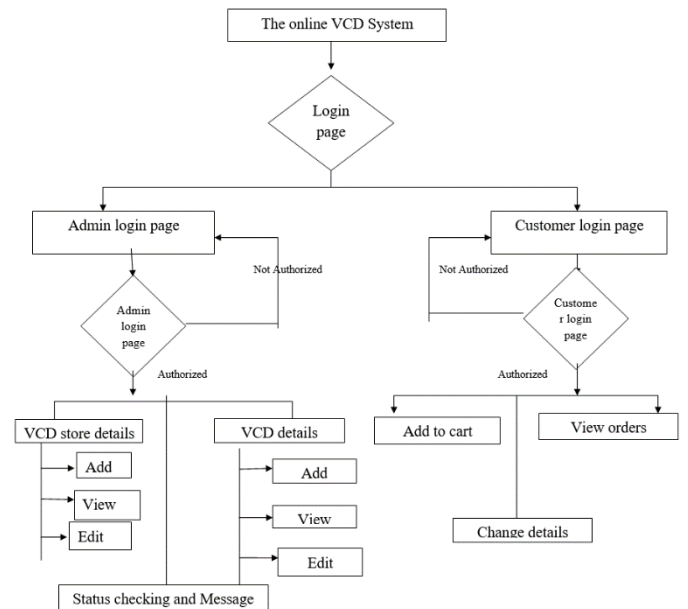 The online VCD System
Login
page
Admin login page
Customer login page
Not Authorized
Not Authorized
Admin
login
page
Custome
r login
page
Authorized
Authorized
VCD store details
VCD details
Add to cart
View orders
Add
View
Edit
Add
View
Edit
Change details
Status checking and Message